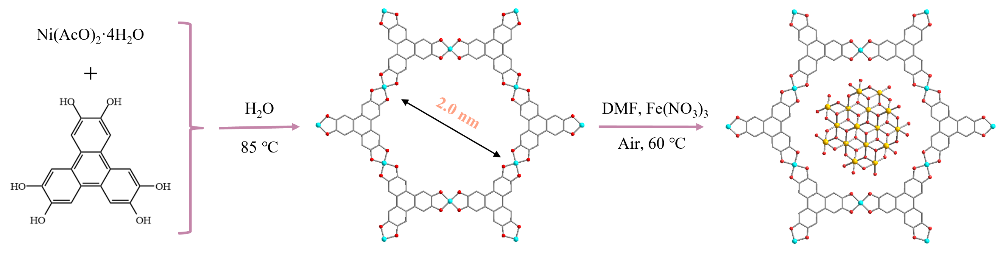 Ni(AcO)₂·4H₂O
+
HO OH
HO OH
HO OH
H₂O
85 ℃
2.0 nm
DMF, Fe(NO₃)₃
Air, 60 ℃